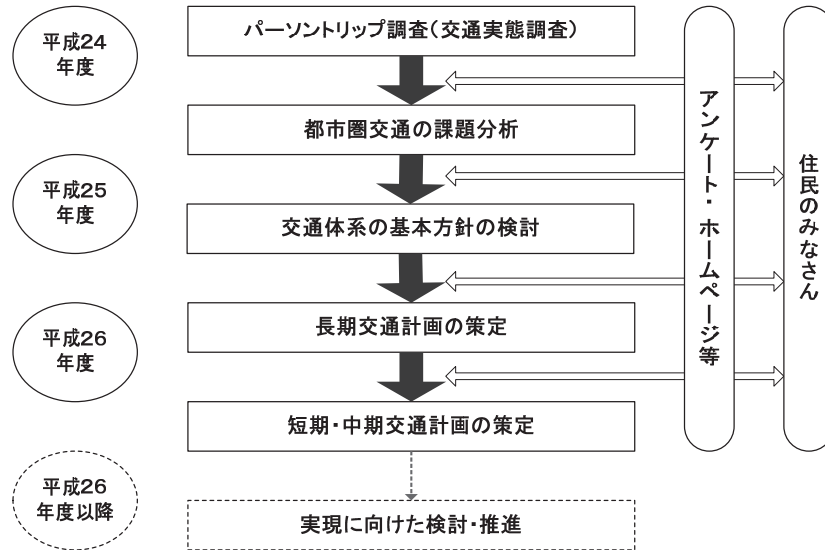 平成24
年度
パーソントリップ調査(交通実態調査)
都市圏交通の課題分析
平成25
年度
交通体系の基本方針の検討
平成26
年度
長期交通計画の策定
短期・中期交通計画の策定
平成26
年度以降
実現に向けた検討・推進
アンケート・ホームページ等
住民のみなさん